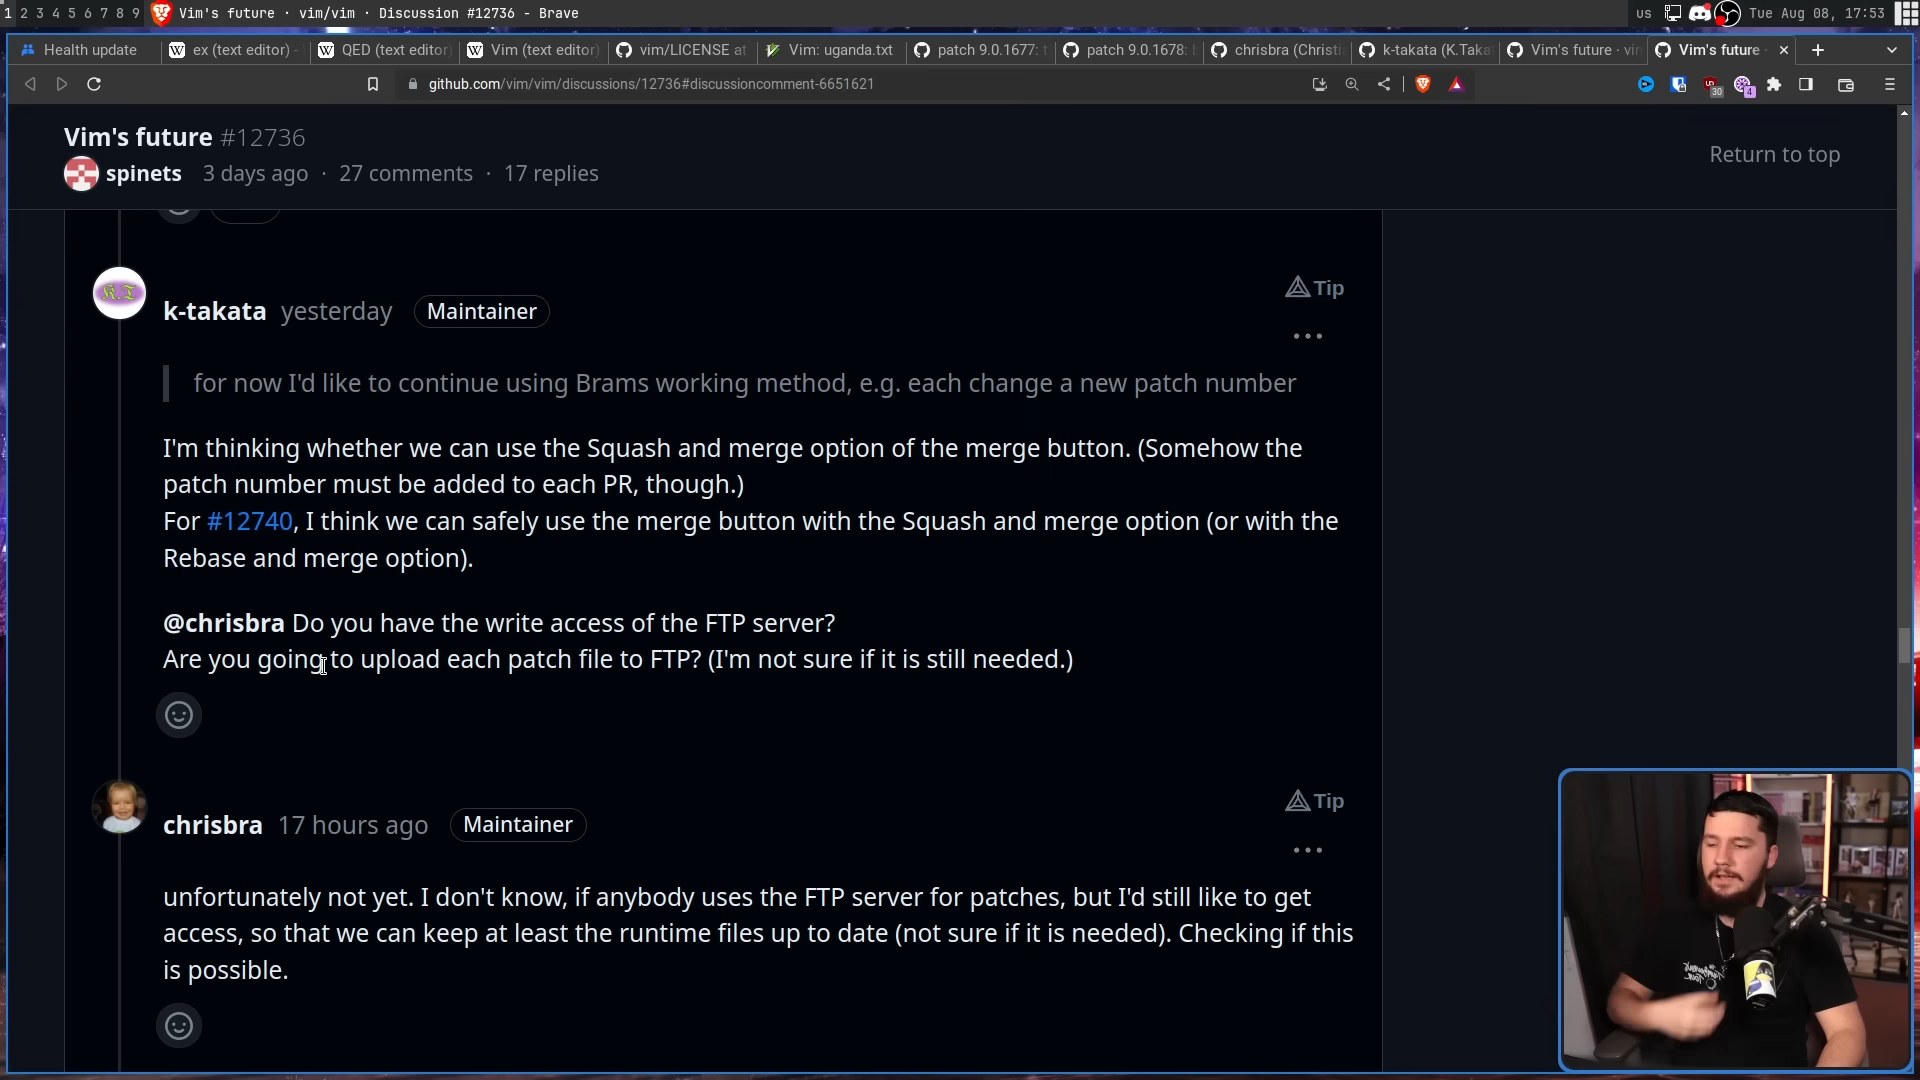 1 2 3 4 5 6 7 8 9 Vim's future · vim/vim · Discussion #12736 - Brave
us Tue Aug 08, 17:53
Health update
ex (text editor) -
QED (text editor)
Vim (text editor)
vim/LICENSE at
Vim: uganda.txt
patch 9.0.1677: t
patch 9.0.1678: b
chrisbra (Christi
k-takata (K.Taka
Vim's future · vim
Vim's future ·
github.com/vim/vim/discussions/12736#discussioncomment-6651621
30
4
Vim's future #12736
spinets 3 days ago · 27 comments · 17 replies
Return to top
k-takata yesterday Maintainer
Tip
for now I'd like to continue using Brams working method, e.g. each change a new patch number
I'm thinking whether we can use the Squash and merge option of the merge button. (Somehow the
patch number must be added to each PR, though.)
For #12740, I think we can safely use the merge button with the Squash and merge option (or with the
Rebase and merge option).
@chrisbra Do you have the write access of the FTP server?
Are you going to upload each patch file to FTP? (I'm not sure if it is still needed.)
chrisbra 17 hours ago Maintainer
Tip
unfortunately not yet. I don't know, if anybody uses the FTP server for patches, but I'd still like to get
access, so that we can keep at least the runtime files up to date (not sure if it is needed). Checking if this
is possible.